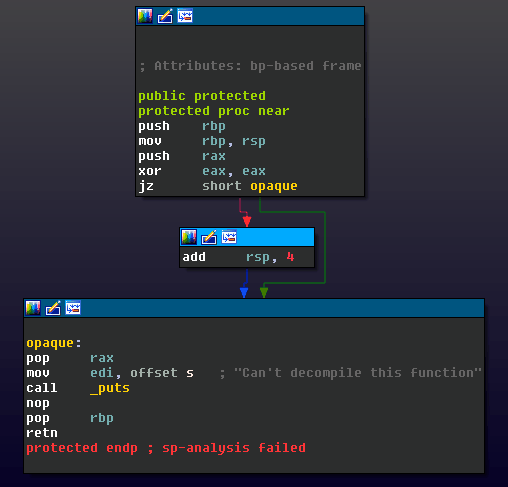 ; Attributes: bp-based frame
public protected
protected proc near
push rbp
mov rbp, rsp
push rax
xor eax, eax
jz short opaque
add rsp, 4
opaque:
pop rax
mov edi, offset s ; "Can't decompile this function"
call _puts
nop
pop rbp
retn
protected endp ; sp-analysis failed